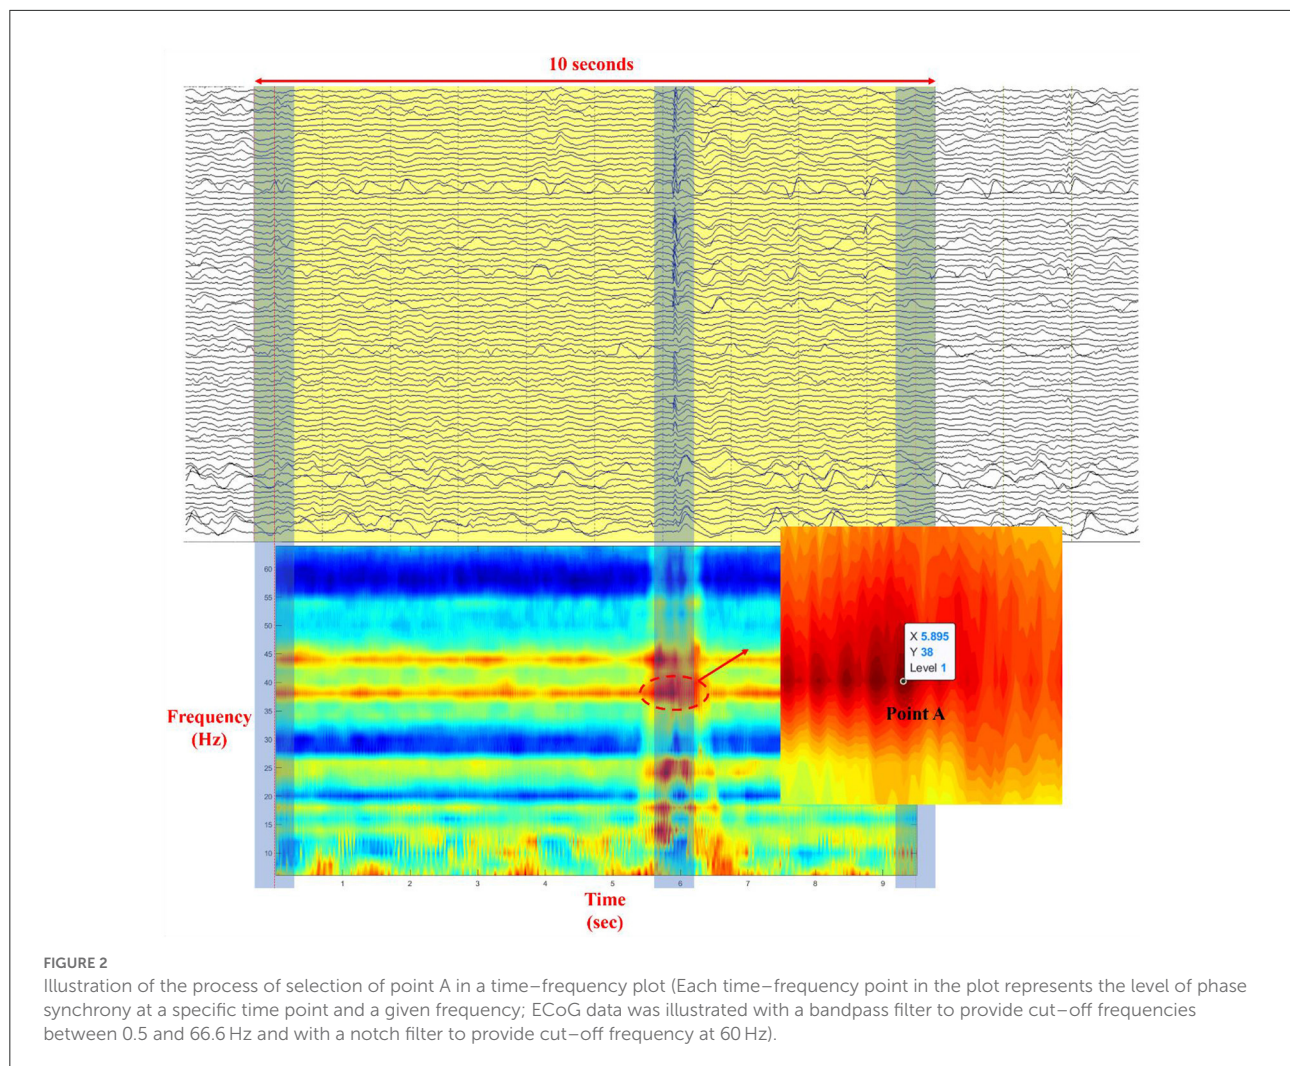 10 seconds
60
55
50
45
40
35
30
25
20
15
10
Frequency
(Hz)
X 5.895
Y 38
Level 1
Point A
1 2 3 4 5 6 7 8 9
Time
(sec)
FIGURE 2
Illustration of the process of selection of point A in a time–frequency plot (Each time–frequency point in the plot represents the level of phase
synchrony at a specific time point and a given frequency; ECoG data was illustrated with a bandpass filter to provide cut–off frequencies
between 0.5 and 66.6 Hz and with a notch filter to provide cut–off frequency at 60 Hz).